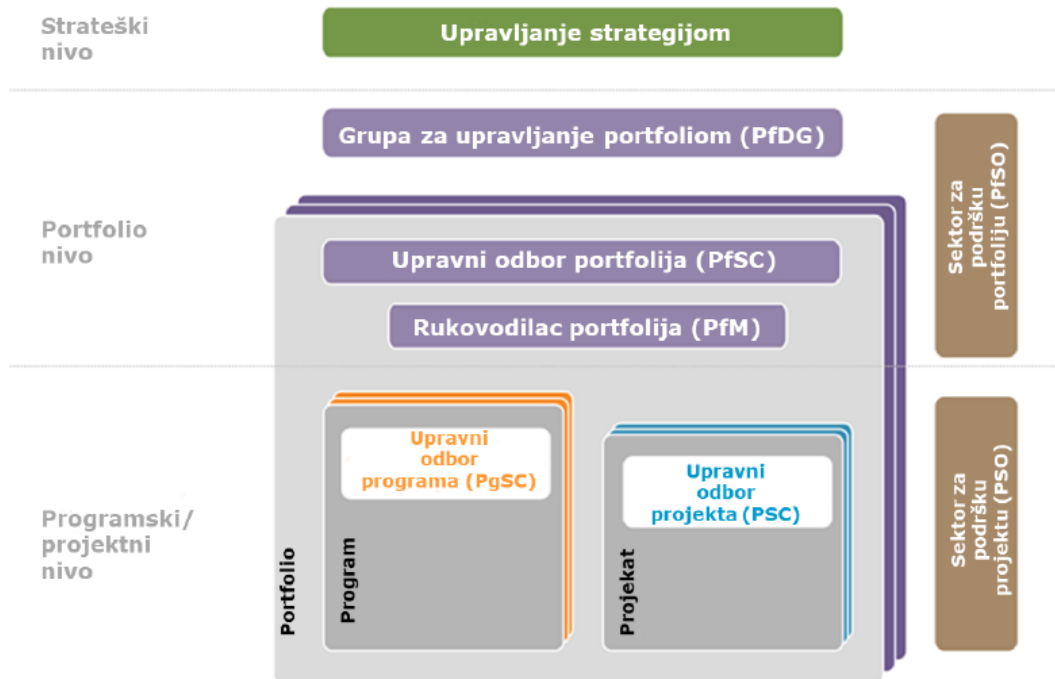 Strateški
nivo
Upravljanje strategijom
Grupa za upravljanje portfoliom (PfDG)
Portfolio
nivo
Upravni odbor portfolija (PfSC)
Rukovodilac portfolija (PfM)
Sektor za
podršku
portfoliju (PfSO)
Programski/
projektni
nivo
Portfolio
Program
Upravni
odbor
programa (PgSC)
Projekat
Upravni
odbor
projekta (PSC)
Sektor za
podršku
projektu (PSO)